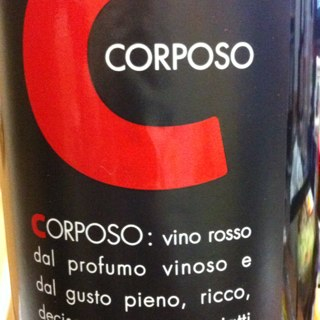 CORPOSO
CORPOSO: vino rosso
dal profumo vinoso e
dal gusto pieno, ricco,